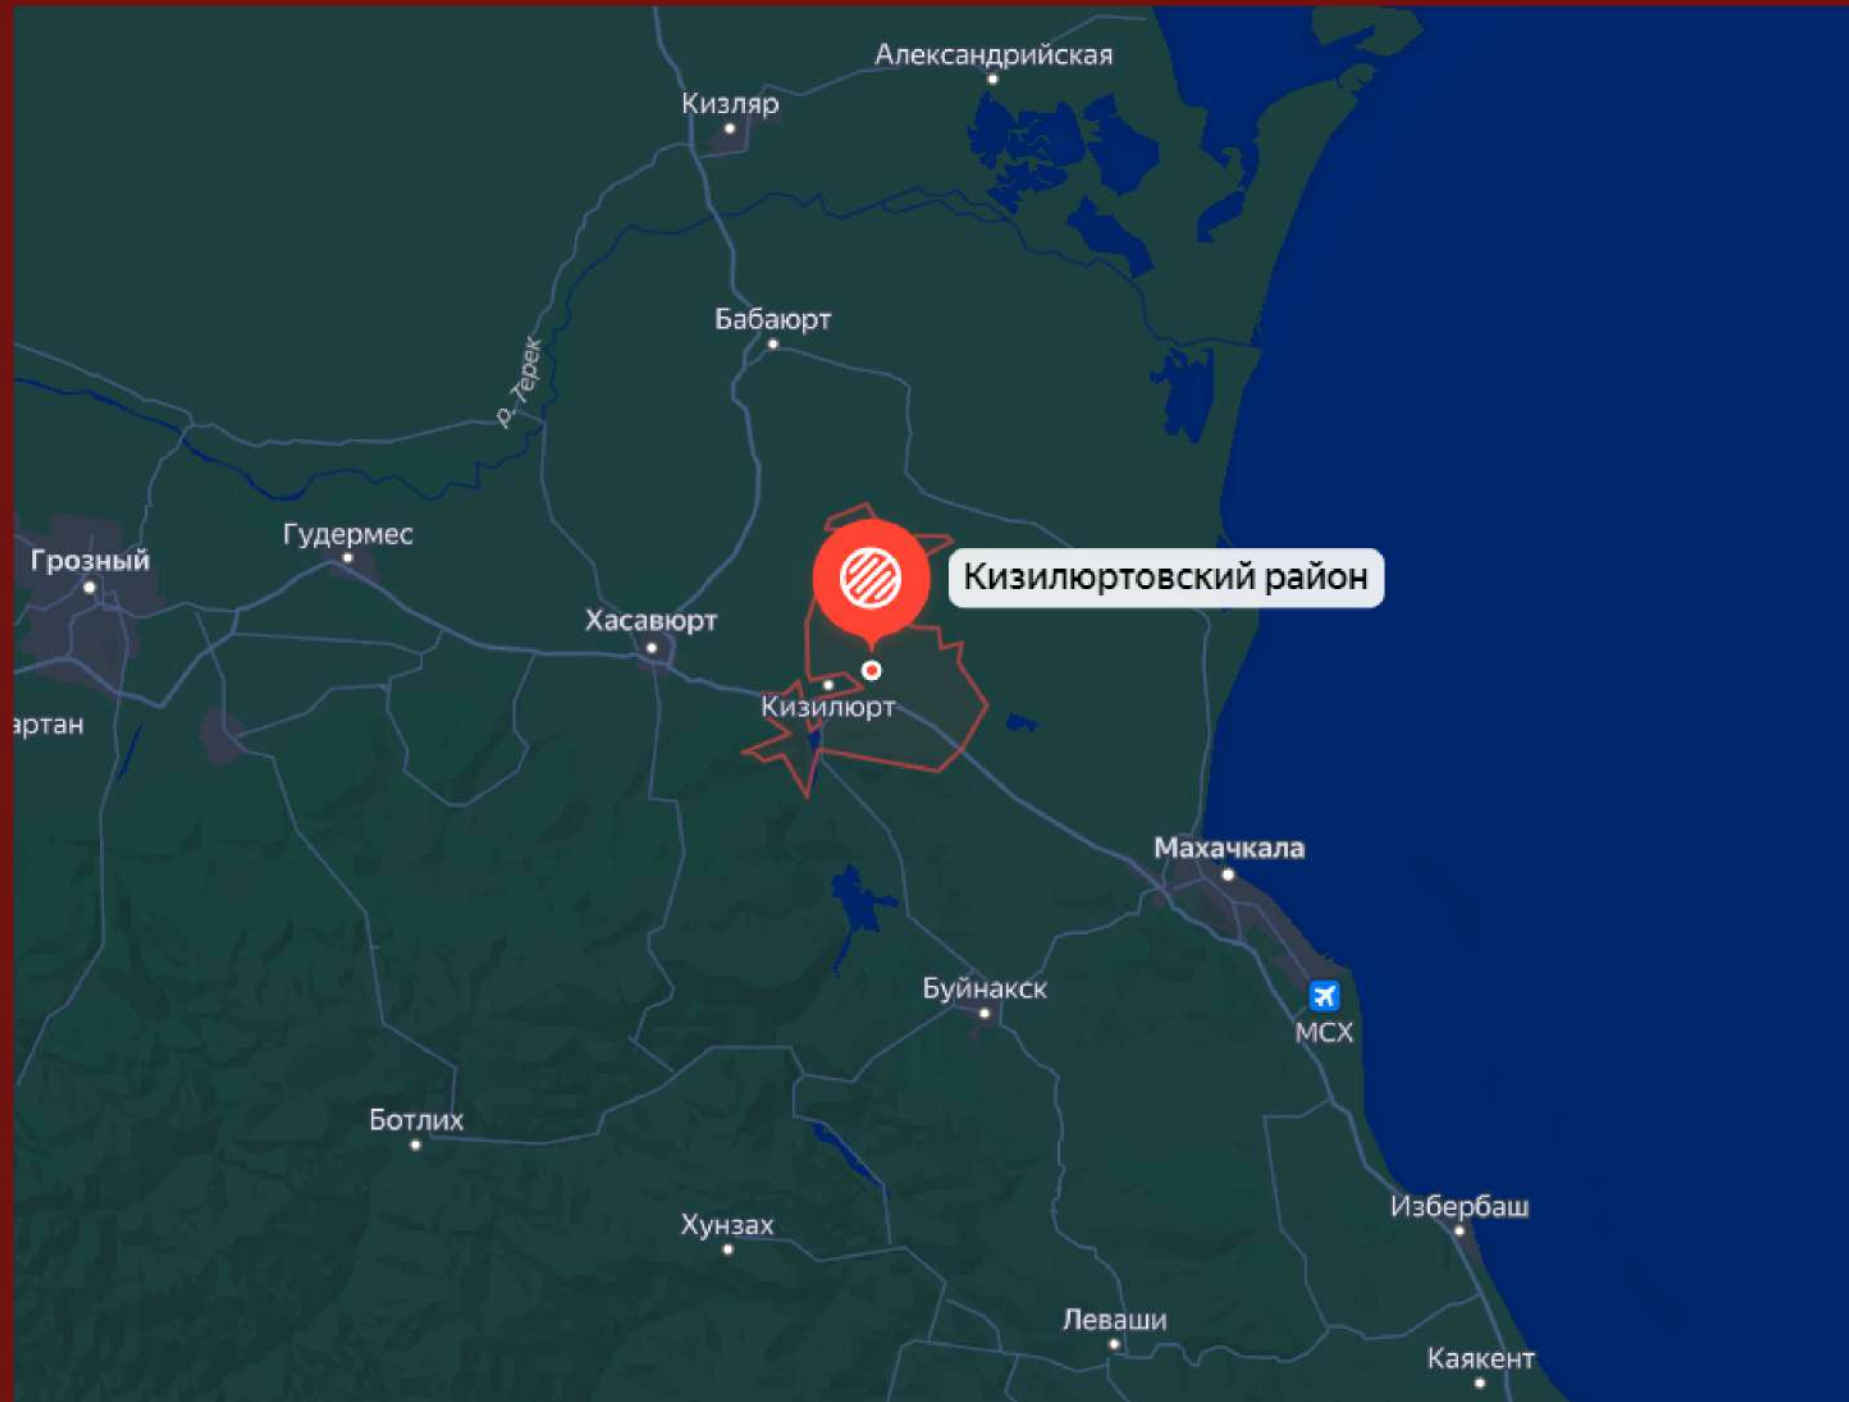 Александрийская
Кизляр
Бабаюрт
р. Терек
Гудермес
Грозный
Кизилюртовский район
Хасавюрт
Кизилюрт
артан
Махачкала
Буйнакск
МСХ
Ботлих
Избербаш
Хунзах
Леваши
Каякент